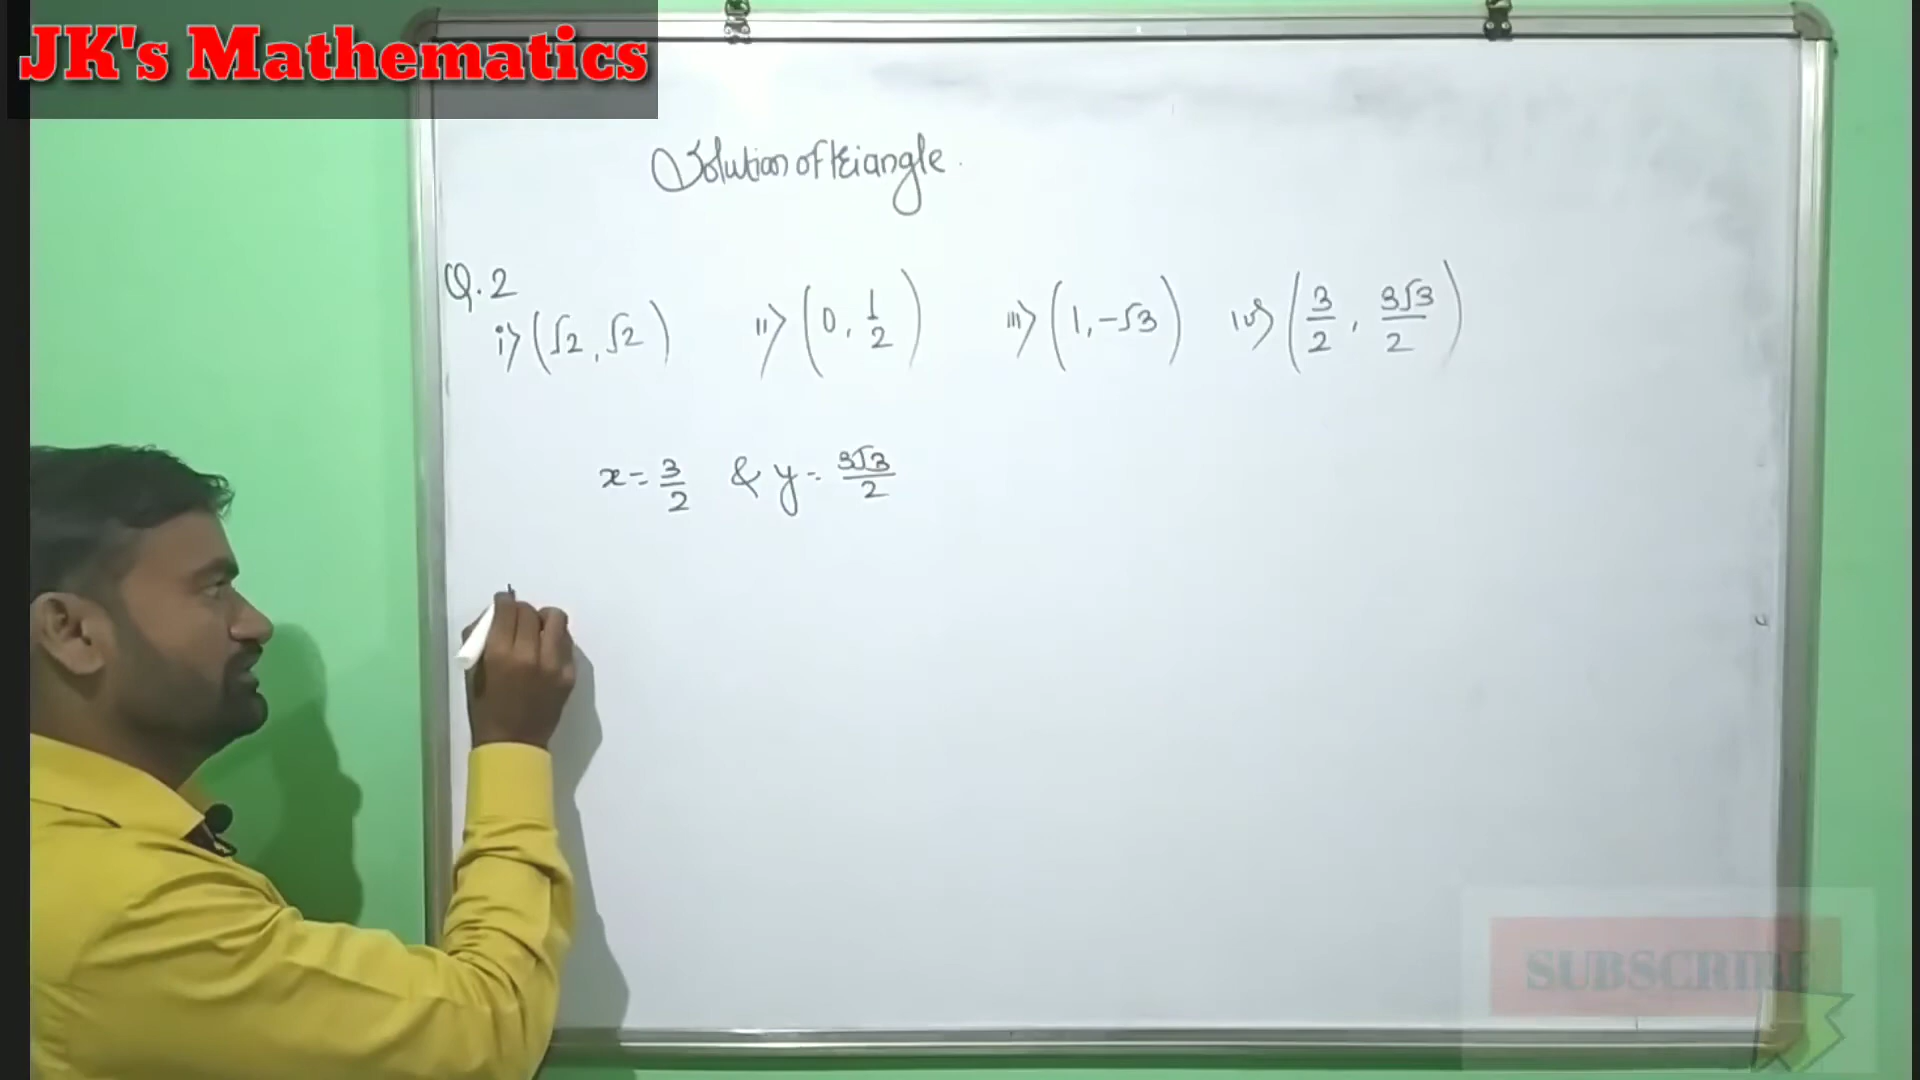 JK's Mathematics
Solution of triangle.
Q.2
i> (√2, √2) ii> (0, 1/2) iii> (1, -√3) iv> (3/2, 3√3/2)
x = 3/2 & y = 3√3/2
SUBSCRIBE